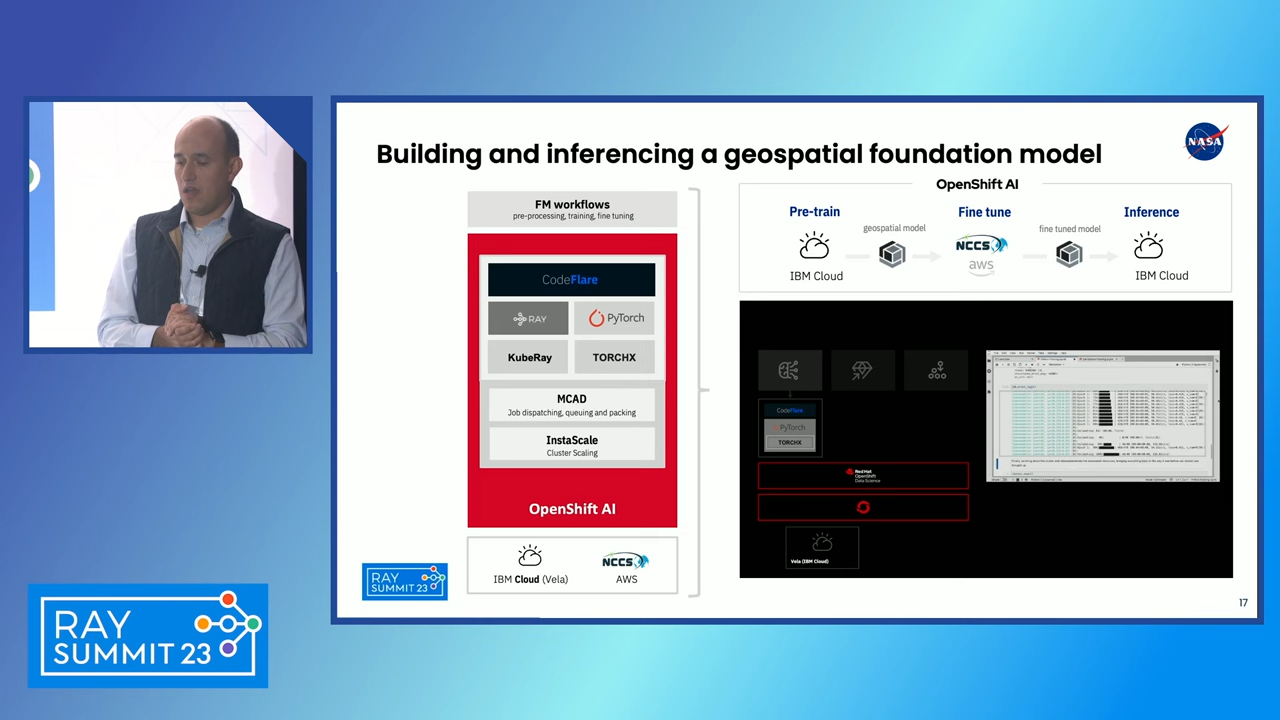 Building and inferencing a geospatial foundation model
NASA
FM workflows
pre-processing, training, fine tuning
CodeFlare
RAY
PyTorch
KubeRay
TORCHX
MCAD
Job dispatching, queuing and packing
InstaScale
Cluster Scaling
OpenShift AI
IBM Cloud (Vela)
NCCS
AWS
OpenShift AI
Pre-train
Fine tune
Inference
geospatial model
fine tuned model
NCCS
aws
IBM Cloud
IBM Cloud
CodeFlare
PyTorch
TORCHX
Red Hat
OpenShift
Data Science
Vela (IBM Cloud)
RAY
SUMMIT 23
17
RAY
SUMMIT 23